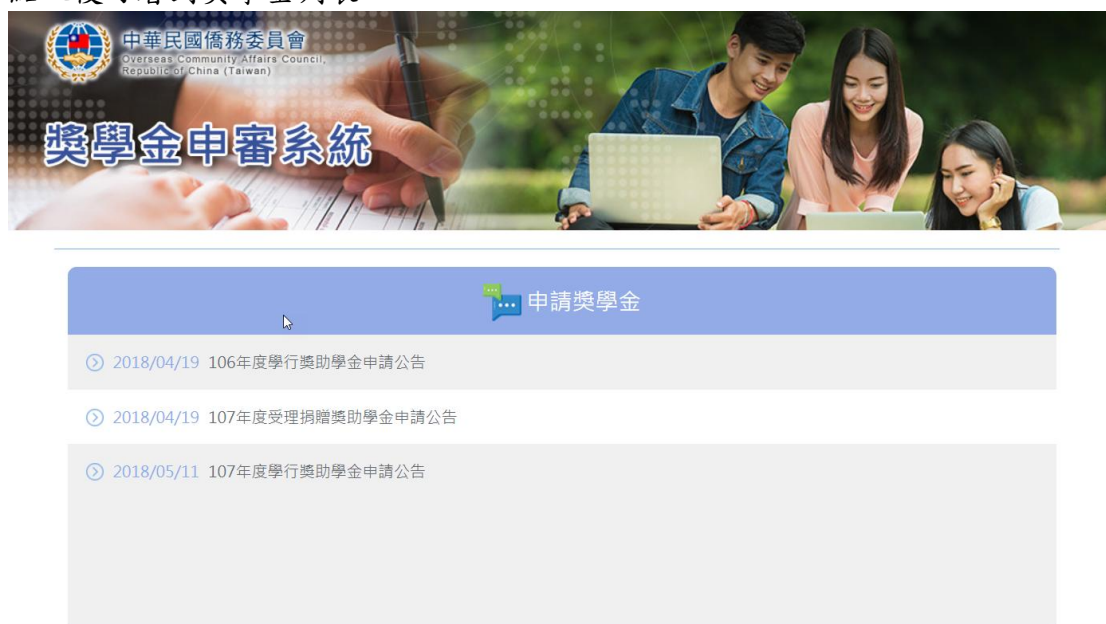 中華民國僑務委員會
Overseas Community Affairs Council,
Republic of China (Taiwan)
獎學金申審系統
申請獎學金
2018/04/19 106年度學行獎助學金申請公告
2018/04/19 107年度受理捐贈獎助學金申請公告
2018/05/11 107年度學行獎助學金申請公告